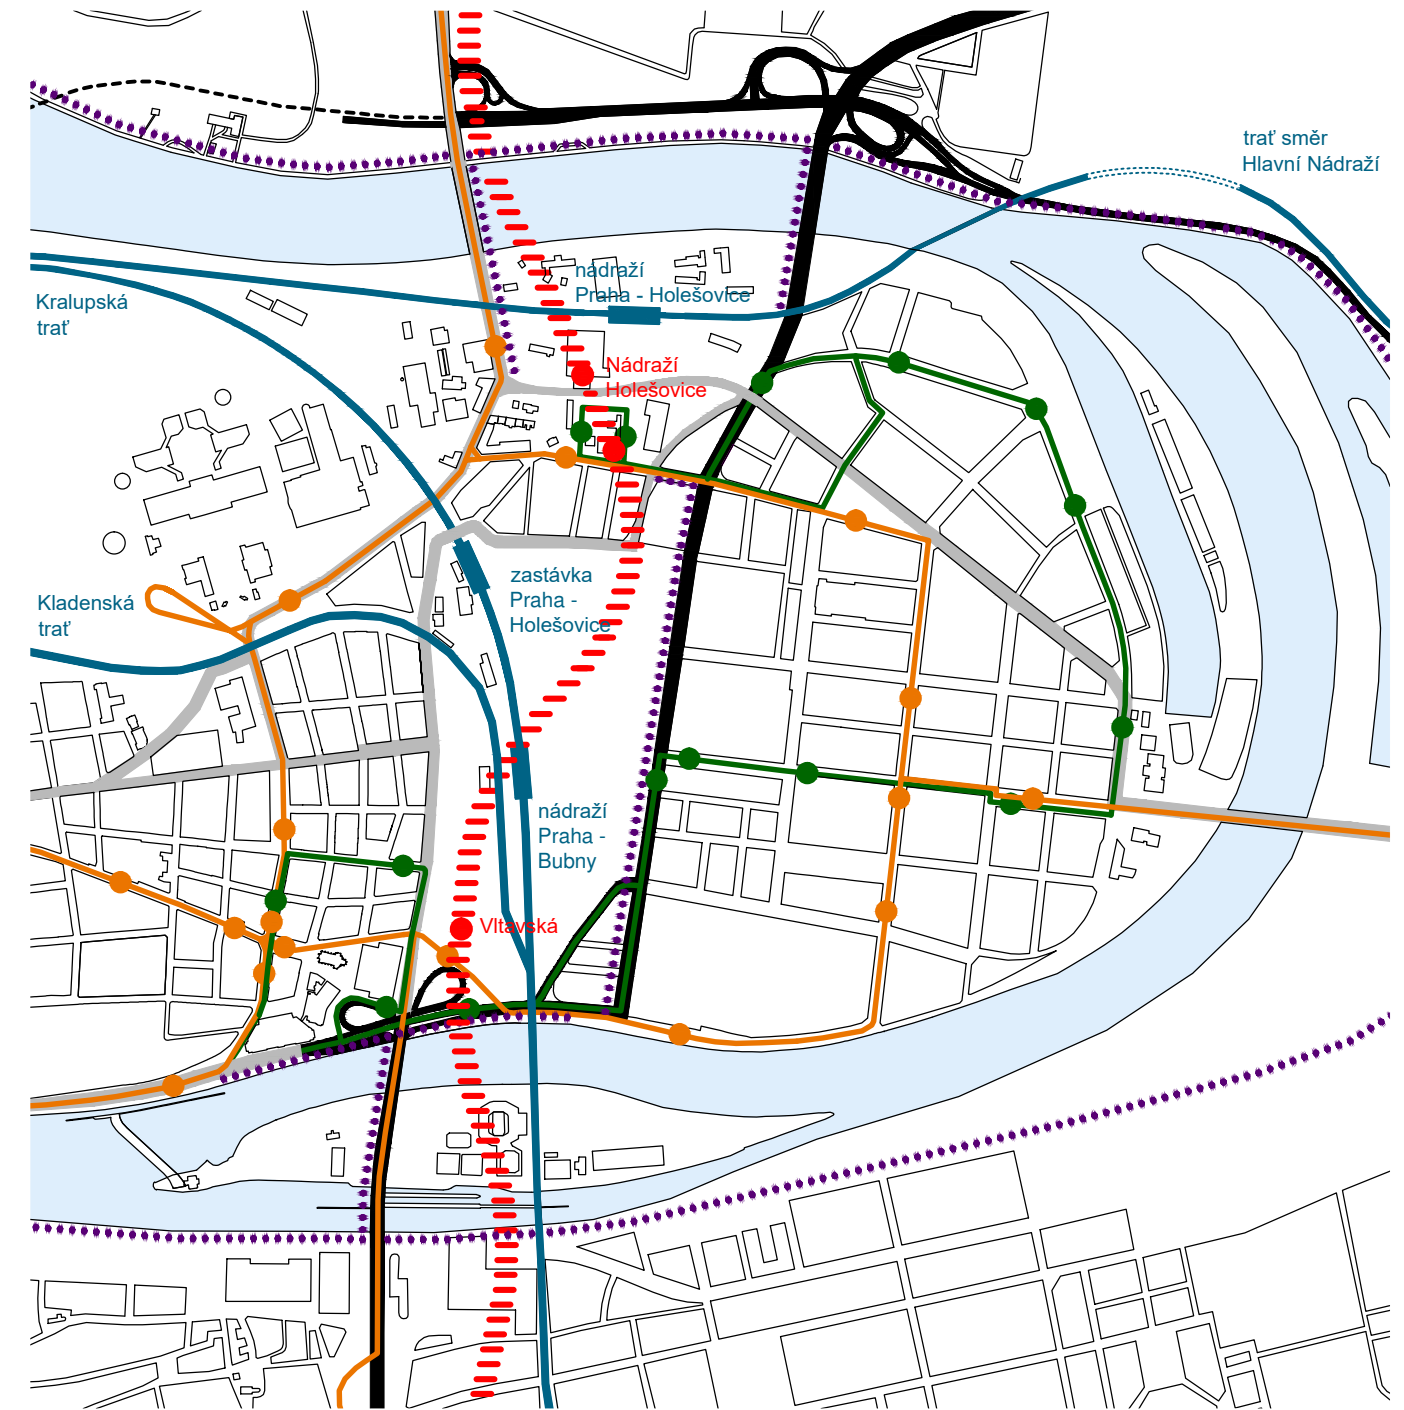 trať směr
Hlavní Nádraží
nádraží
Praha - Holešovice
Kralupská
trať
Nádraží
Holešovice
zastávka
Praha -
Holešovice
Kladenská
trať
nádraží
Praha -
Bubny
Vltavská